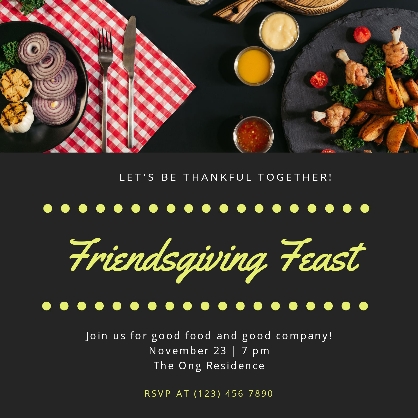 LET'S BE THANKFUL TOGETHER!
Friendsgiving Feast
Join us for good food and good company!
November 23 | 7 pm
The Ong Residence
RSVP AT (123) 456 7890